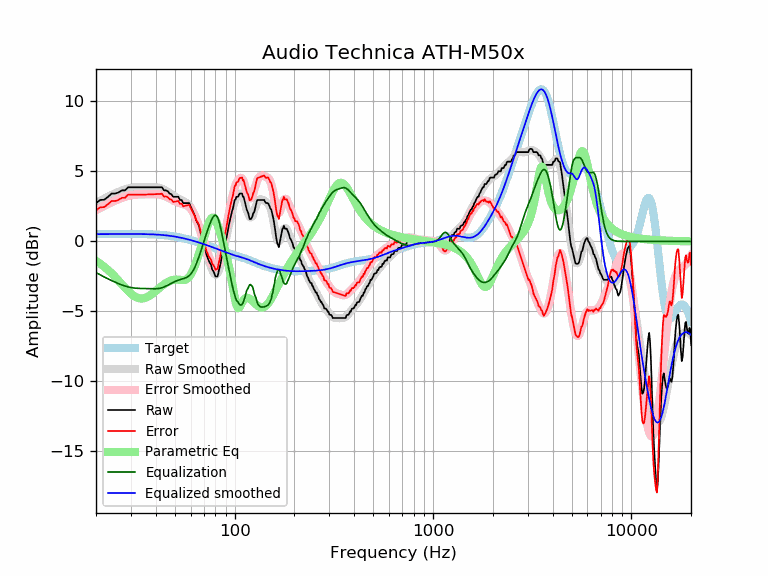 Audio Technica ATH-M50x
Amplitude (dBr)
10
5
0
−5
−10
−15
Target
Raw Smoothed
Error Smoothed
Raw
Error
Parametric Eq
Equalization
Equalized smoothed
100 1000 10000
Frequency (Hz)